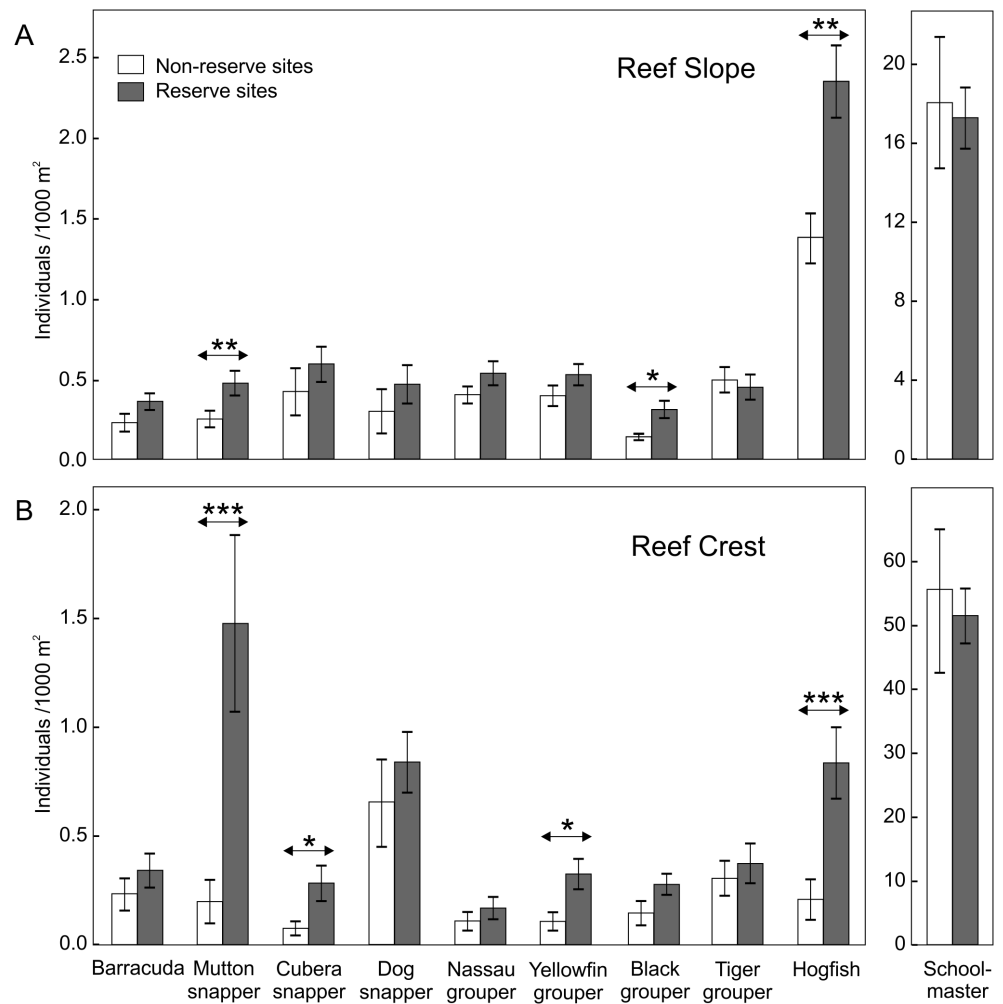 A
Non-reserve sites
Reserve sites
Reef Slope
Individuals /1000 m²
2.5
2.0
1.5
1.0
0.5
0.0
**
*
**
20
16
12
8
4
0
B
Reef Crest
Individuals /1000 m²
2.0
1.5
1.0
0.5
0.0
***
*
*
***
60
50
40
30
20
10
0
Barracuda
Mutton
snapper
Cubera
snapper
Dog
snapper
Nassau
grouper
Yellowfin
grouper
Black
grouper
Tiger
grouper
Hogfish
School-
master